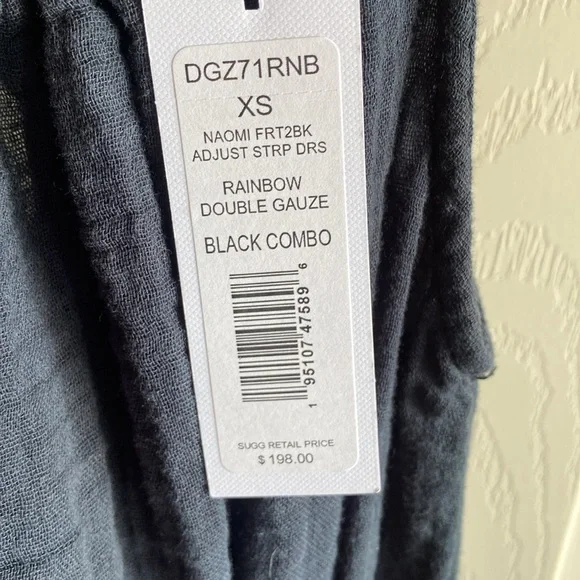 DGZ71RNB
XS
NAOMI FRT2BK
ADJUST STRP DRS
RAINBOW
DOUBLE GAUZE
BLACK COMBO
1 95107 47589 6
SUGG RETAIL PRICE
$ 198.00